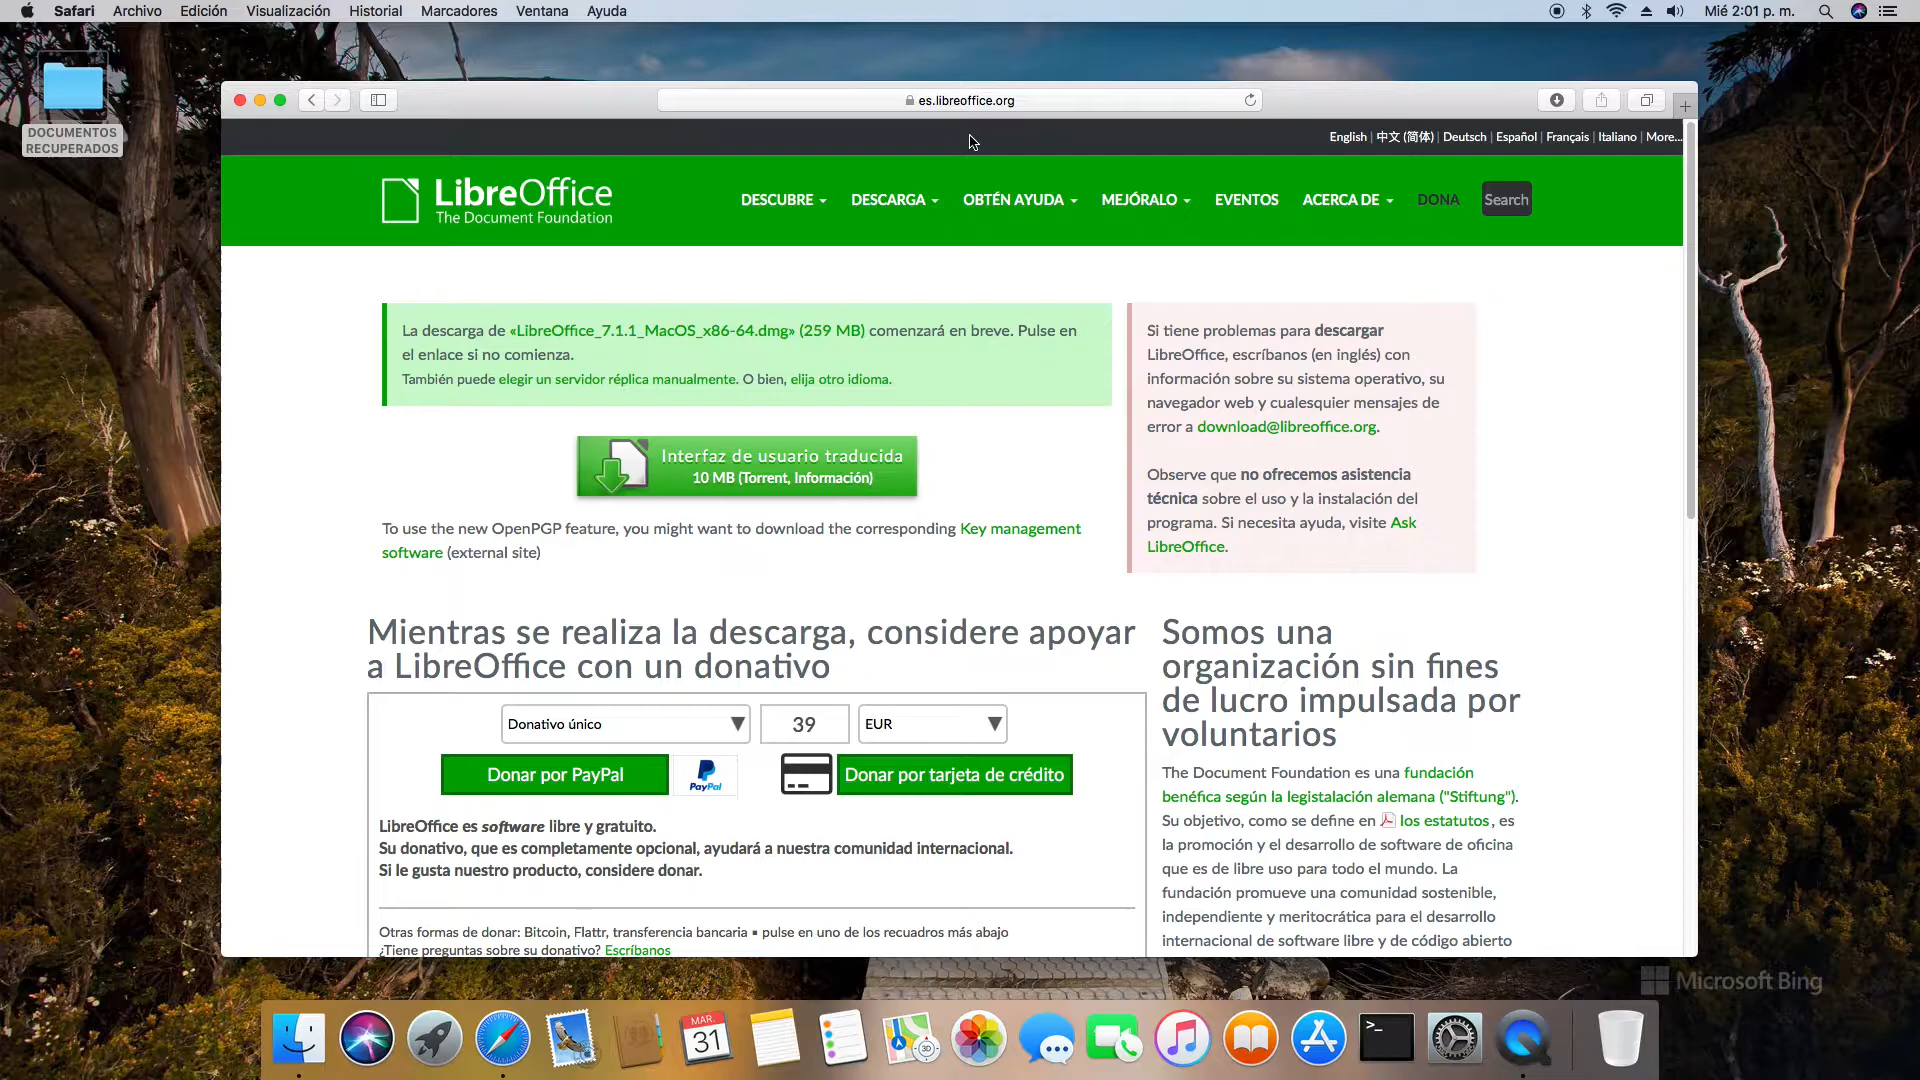 Safari Archivo Edición Visualización Historial Marcadores Ventana Ayuda Mié 2:01 p. m.
DOCUMENTOS
RECUPERADOS
es.libreoffice.org
English | 中文 (简体) | Deutsch | Español | Français | Italiano | More...
LibreOffice
The Document Foundation
DESCUBRE DESCARGA OBTÉN AYUDA MEJÓRALO EVENTOS ACERCA DE DONA Search
La descarga de «LibreOffice_7.1.1_MacOS_x86-64.dmg» (259 MB) comenzará en breve. Pulse en
el enlace si no comienza.
También puede elegir un servidor réplica manualmente. O bien, elija otro idioma.
Interfaz de usuario traducida
10 MB (Torrent, Información)
To use the new OpenPGP feature, you might want to download the corresponding Key management
software (external site)
Si tiene problemas para descargar
LibreOffice, escríbanos (en inglés) con
información sobre su sistema operativo, su
navegador web y cualesquier mensajes de
error a download@libreoffice.org.
Observe que no ofrecemos asistencia
técnica sobre el uso y la instalación del
programa. Si necesita ayuda, visite Ask
LibreOffice.
Mientras se realiza la descarga, considere apoyar
a LibreOffice con un donativo
Donativo único 39 EUR
Donar por PayPal PayPal Donar por tarjeta de crédito
LibreOffice es software libre y gratuito.
Su donativo, que es completamente opcional, ayudará a nuestra comunidad internacional.
Si le gusta nuestro producto, considere donar.
Otras formas de donar: Bitcoin, Flattr, transferencia bancaria ▪ pulse en uno de los recuadros más abajo
¿Tiene preguntas sobre su donativo? Escríbanos
Somos una
organización sin fines
de lucro impulsada por
voluntarios
The Document Foundation es una fundación
benéfica según la legistalación alemana ("Stiftung").
Su objetivo, como se define en los estatutos, es
la promoción y el desarrollo de software de oficina
que es de libre uso para todo el mundo. La
fundación promueve una comunidad sostenible,
independiente y meritocrática para el desarrollo
internacional de software libre y de código abierto
Microsoft Bing
MAR.
31
3D
>_